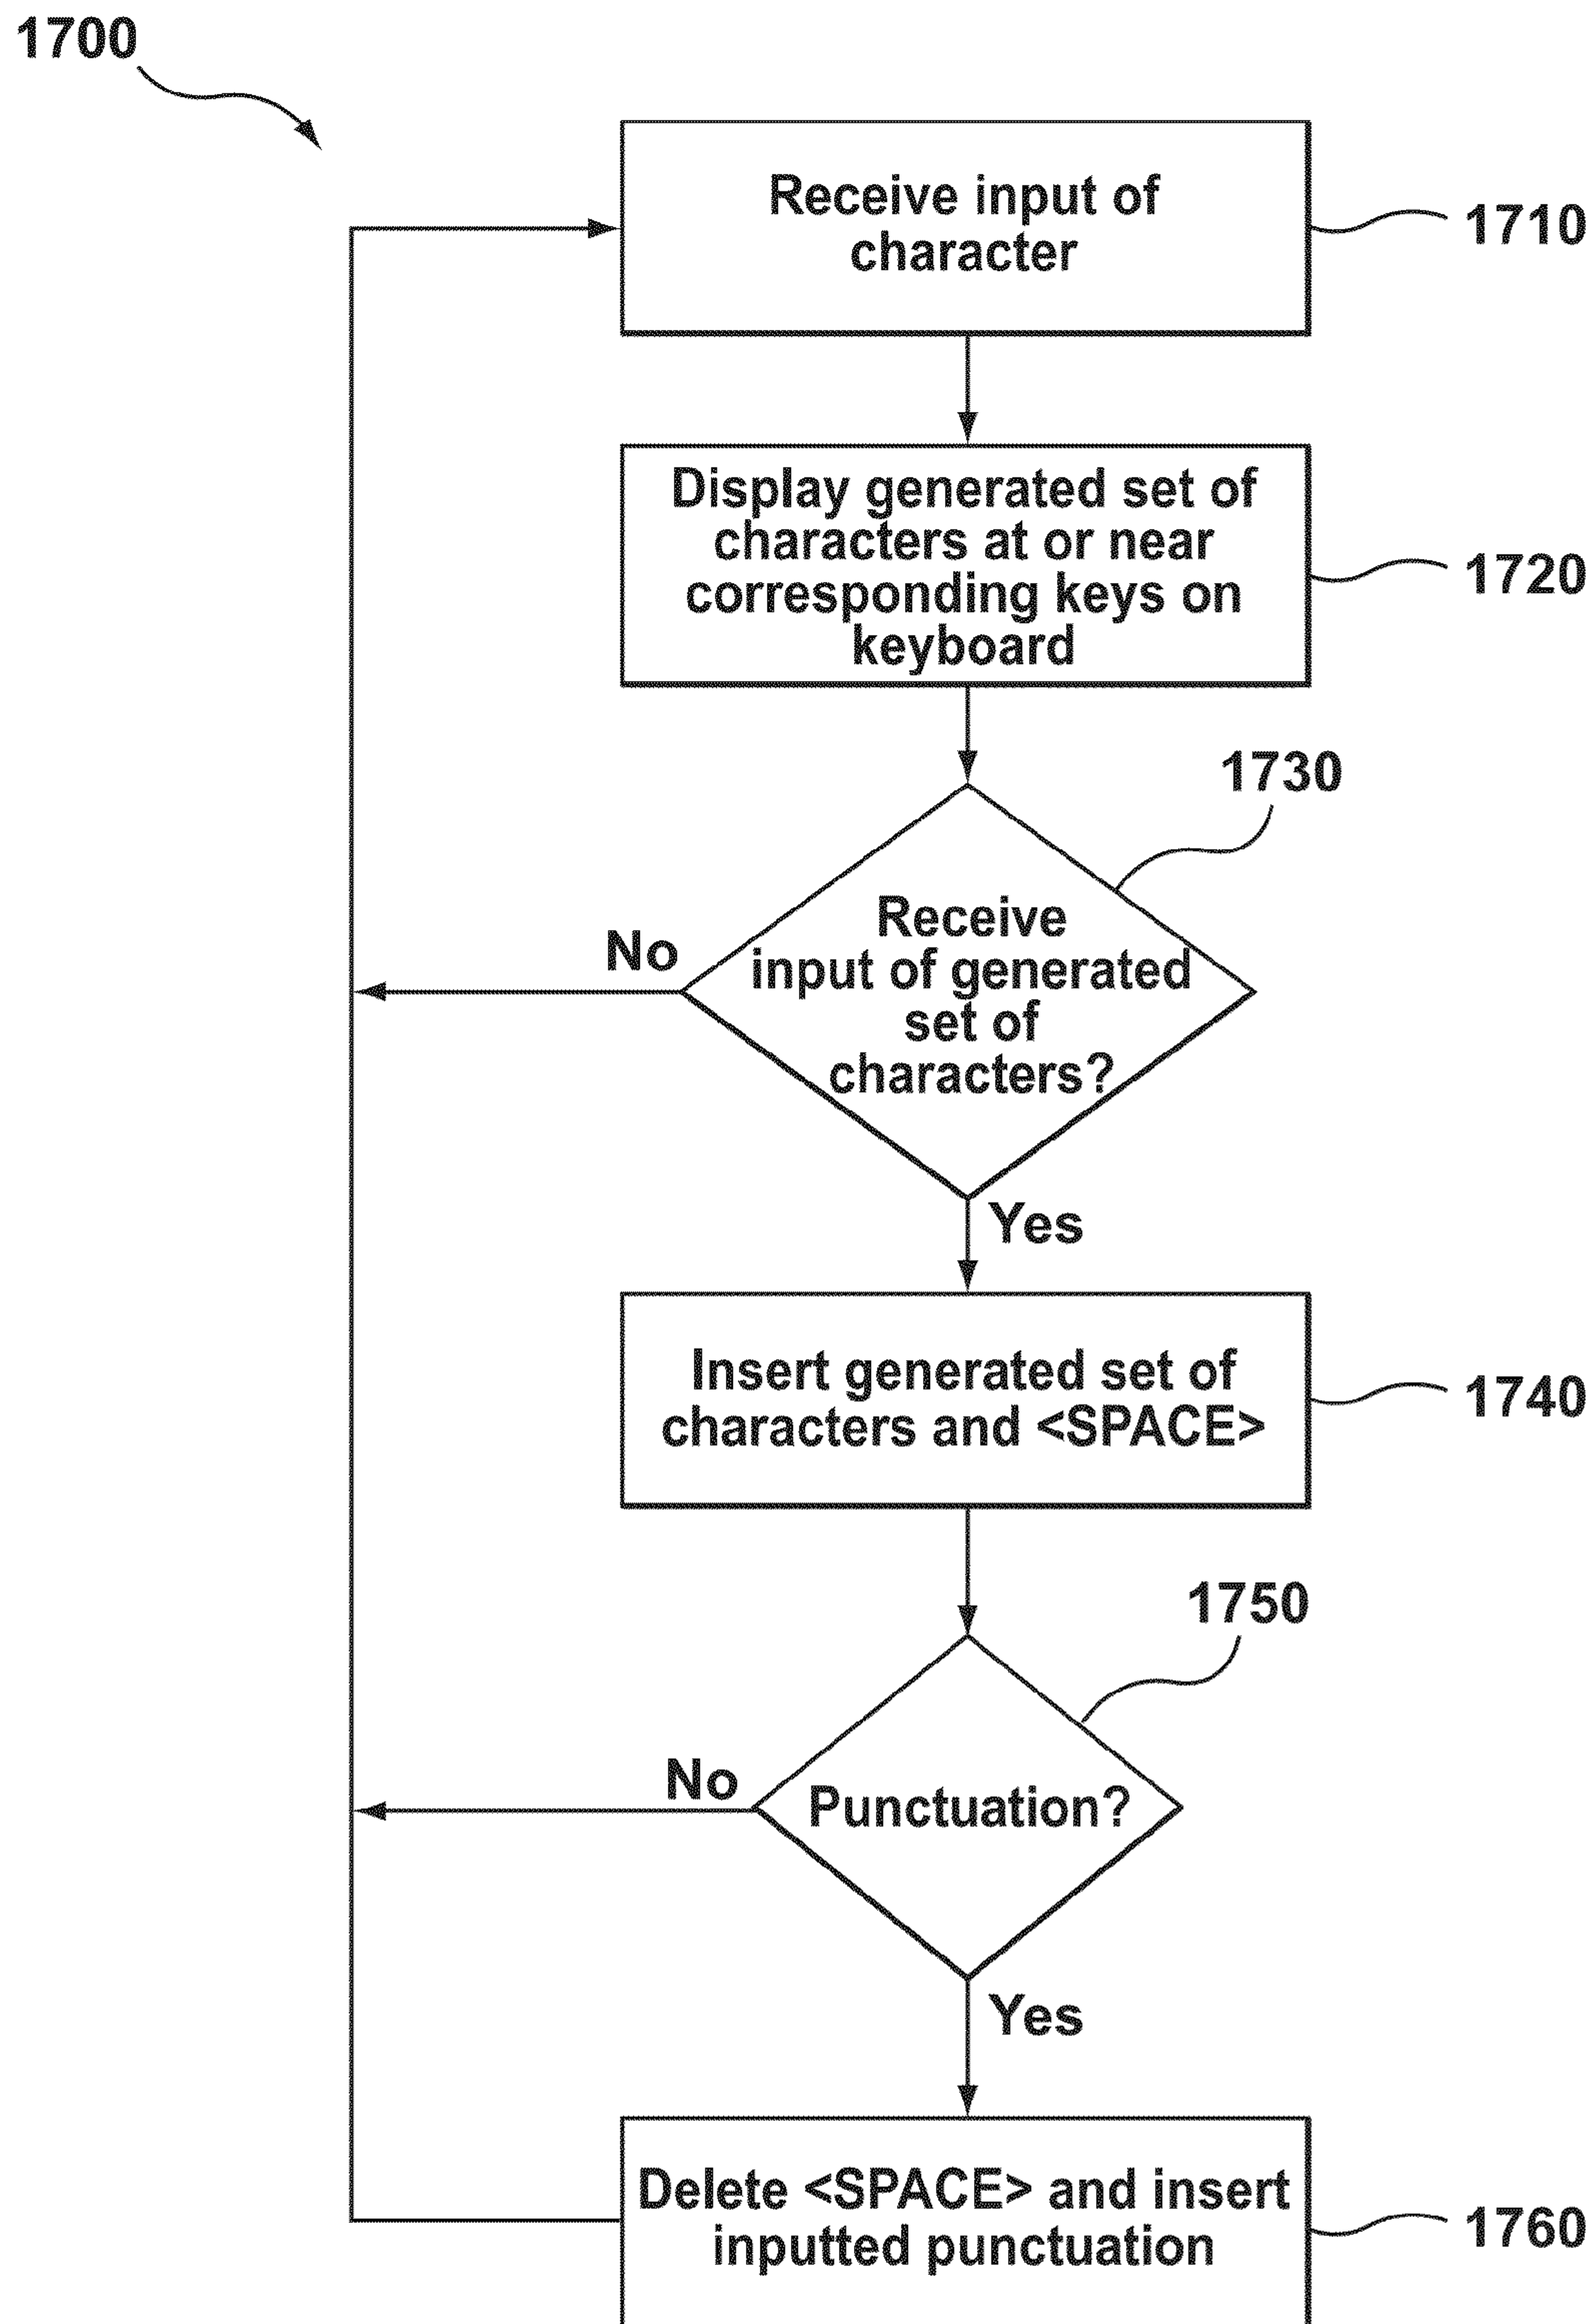 1700
Receive input of
character
1710
Display generated set of
characters at or near
corresponding keys on
keyboard
1720
1730
Receive
input of generated
set of
characters?
No
Yes
Insert generated set of
characters and <SPACE>
1740
1750
Punctuation?
No
Yes
Delete <SPACE> and insert
inputted punctuation
1760